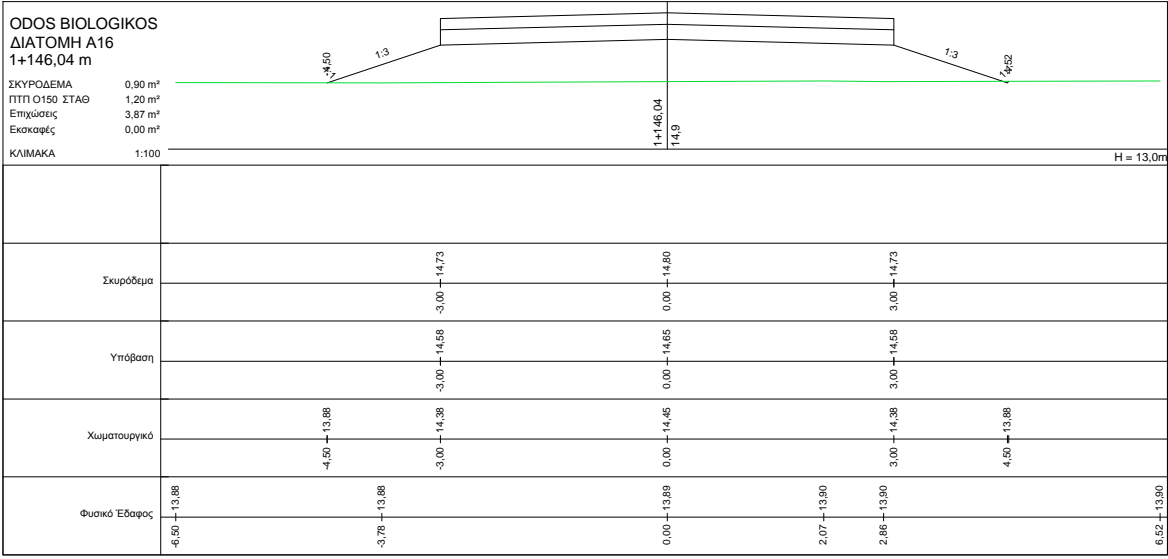 ODOS BIOLOGIKOS
ΔΙΑΤΟΜΗ A16
1+146,04 m
ΣΚΥΡΟΔΕΜΑ 0,90 m²
ΠΤΠ Ο150 ΣΤΑΘ 1,20 m²
Επιχώσεις 3,87 m²
Εκσκαφές 0,00 m²
ΚΛΙΜΑΚΑ 1:100
1:3
1:3
1+146,04
14,9
H = 13,0m
Σκυρόδεμα
14,73 14,80 14,73
-3,00 0,00 3,00
Υπόβαση
14,58 14,65 14,58
-3,00 0,00 3,00
Χωματουργικό
13,88 14,38 14,45 14,38 13,88
-4,50 -3,00 0,00 3,00 4,50
Φυσικό Έδαφος
13,88 13,88 13,89 13,90 13,90 13,90
-6,50 -3,78 0,00 2,07 2,86 6,52